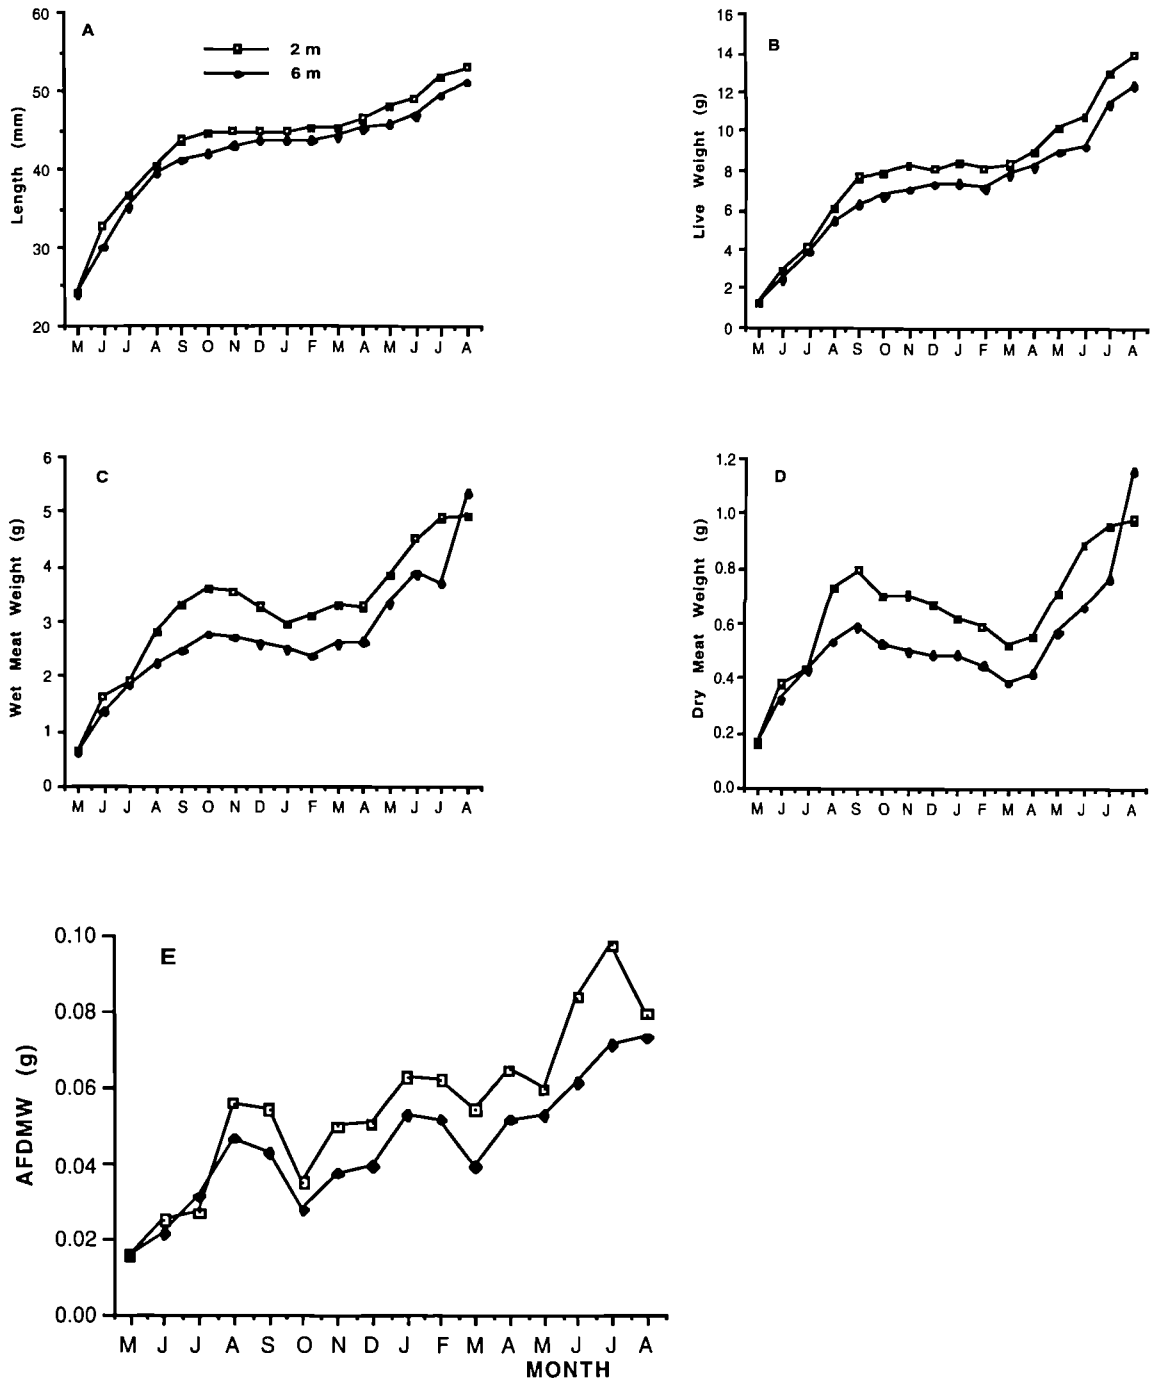 A
2 m
6 m
Length (mm)
60
50
40
30
20
M J J A S O N D J F M A M J J A
B
Live Weight (g)
16
14
12
10
8
6
4
2
0
M J J A S O N D J F M A M J J A
C
Wet Meat Weight (g)
6
5
4
3
2
1
0
M J J A S O N D J F M A M J J A
D
Dry Meat Weight (g)
1.2
1.0
0.8
0.6
0.4
0.2
0.0
M J J A S O N D J F M A M J J A
E
AFDMW (g)
0.10
0.08
0.06
0.04
0.02
0.00
M J J A S O N D J F M A M J J A
MONTH